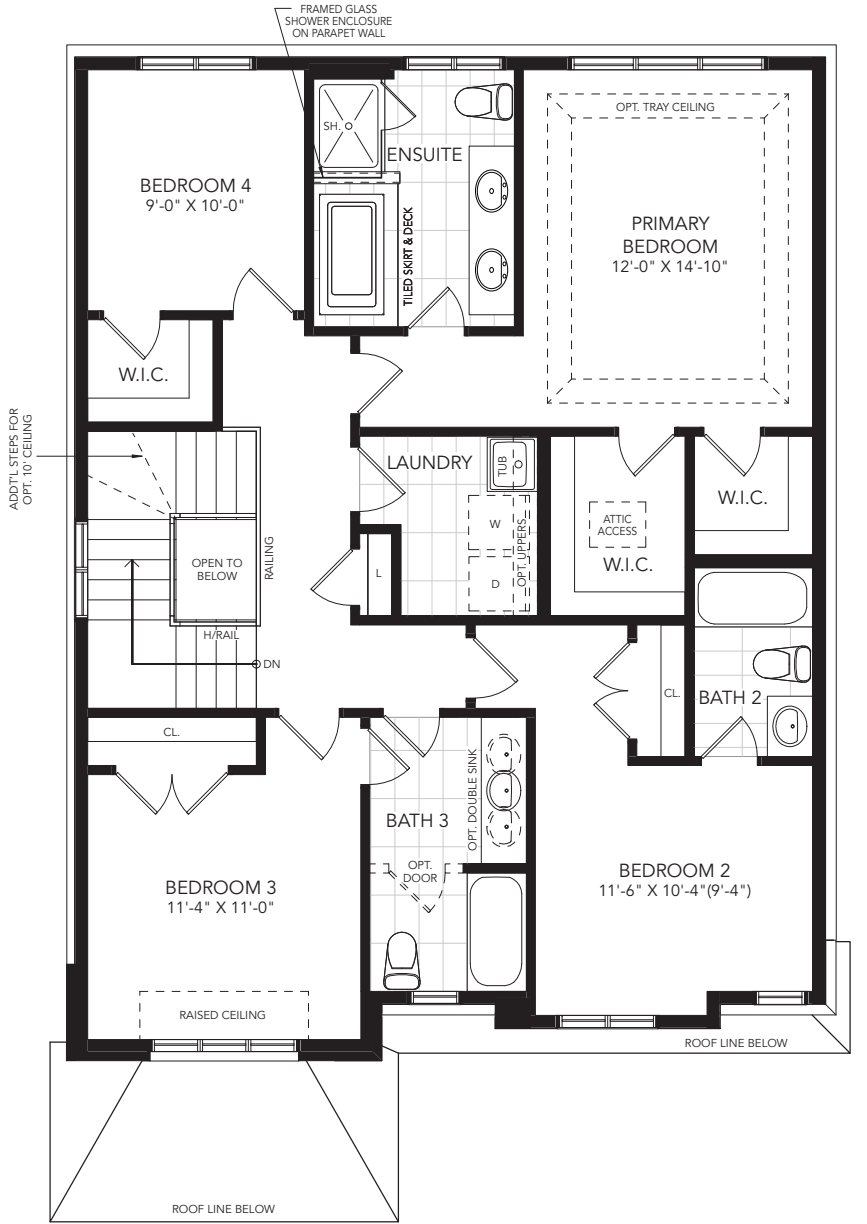 FRAMED GLASS
SHOWER ENCLOSURE
ON PARAPET WALL
OPT. TRAY CEILING
SH.
ENSUITE
BEDROOM 4
9'-0" X 10'-0"
TILED SKIRT & DECK
PRIMARY
BEDROOM
12'-0" X 14'-10"
W.I.C.
ADDT'L STEPS FOR
OPT. 10' CEILING
LAUNDRY
TUB
W
D
OPT. UPPERS
ATTIC
ACCESS
W.I.C.
W.I.C.
OPEN TO
BELOW
RAILING
L
H/RAIL
DN
CL.
BATH 2
CL.
OPT. DOUBLE SINK
BATH 3
OPT.
DOOR
BEDROOM 3
11'-4" X 11'-0"
BEDROOM 2
11'-6" X 10'-4"(9'-4")
RAISED CEILING
ROOF LINE BELOW
ROOF LINE BELOW